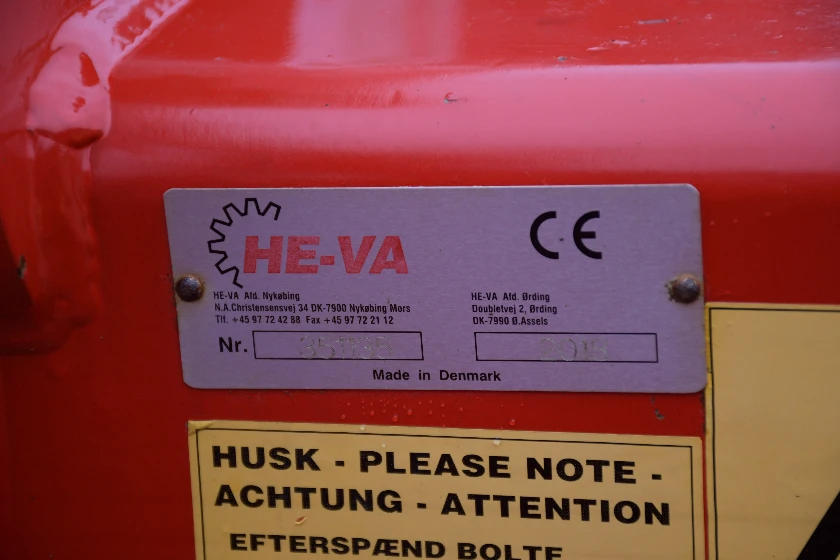 HE-VA
CE
HE-VA Afd. Nykøbing
N.A.Christensensvej 34 DK-7900 Nykøbing Mors
Tlf. +45 97 72 42 88 Fax +45 97 72 21 12
HE-VA Afd. Ørding
Doubletvej 2, Ørding
DK-7990 Ø.Assels
Nr.
Made in Denmark
HUSK - PLEASE NOTE -
ACHTUNG - ATTENTION
EFTERSPÆND BOLTE